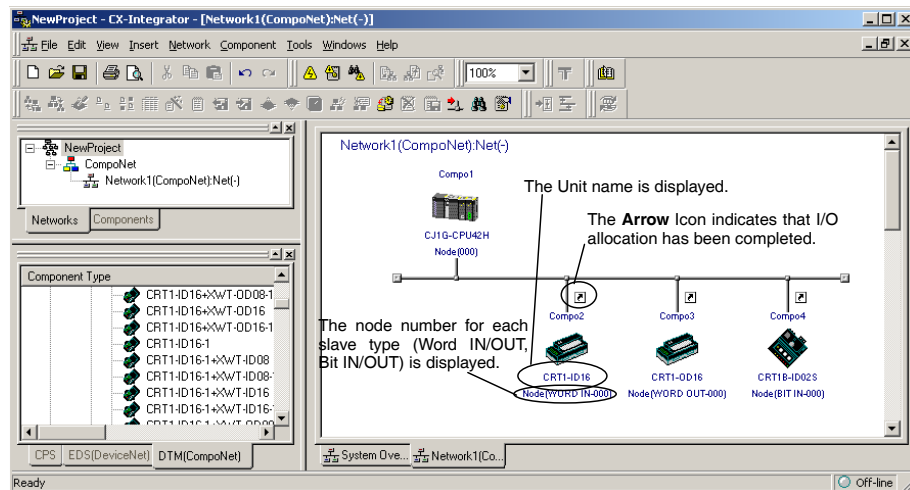 NewProject - CX-Integrator - [Network1(CompoNet):Net(-)]
File Edit View Insert Network Component Tools Windows Help
100%
NewProject
CompoNet
Network1(CompoNet):Net(-)
Networks Components
Component Type
CRT1-ID16+XWT-OD08-1
CRT1-ID16+XWT-OD16
CRT1-ID16+XWT-OD16-1
CRT1-ID16-1
CRT1-ID16-1+XWT-ID08
CRT1-ID16-1+XWT-ID08-
CRT1-ID16-1+XWT-ID16
CRT1-ID16-1+XWT-ID16-
CRT1-ID16-1+XWT-OD08
CPS EDS(DeviceNet) DTM(CompoNet)
Network1(CompoNet):Net(-)
Compo1
CJ1G-CPU42H
Node(000)
The Unit name is displayed.
The Arrow Icon indicates that I/O
allocation has been completed.
The node number for each
slave type (Word IN/OUT,
Bit IN/OUT) is displayed.
Compo2
CRT1-ID16
Node(WORD IN-000)
Compo3
CRT1-OD16
Node(WORD OUT-000)
Compo4
CRT1B-ID02S
Node(BIT IN-000)
System Ove... Network1(Co...
Ready
Off-line